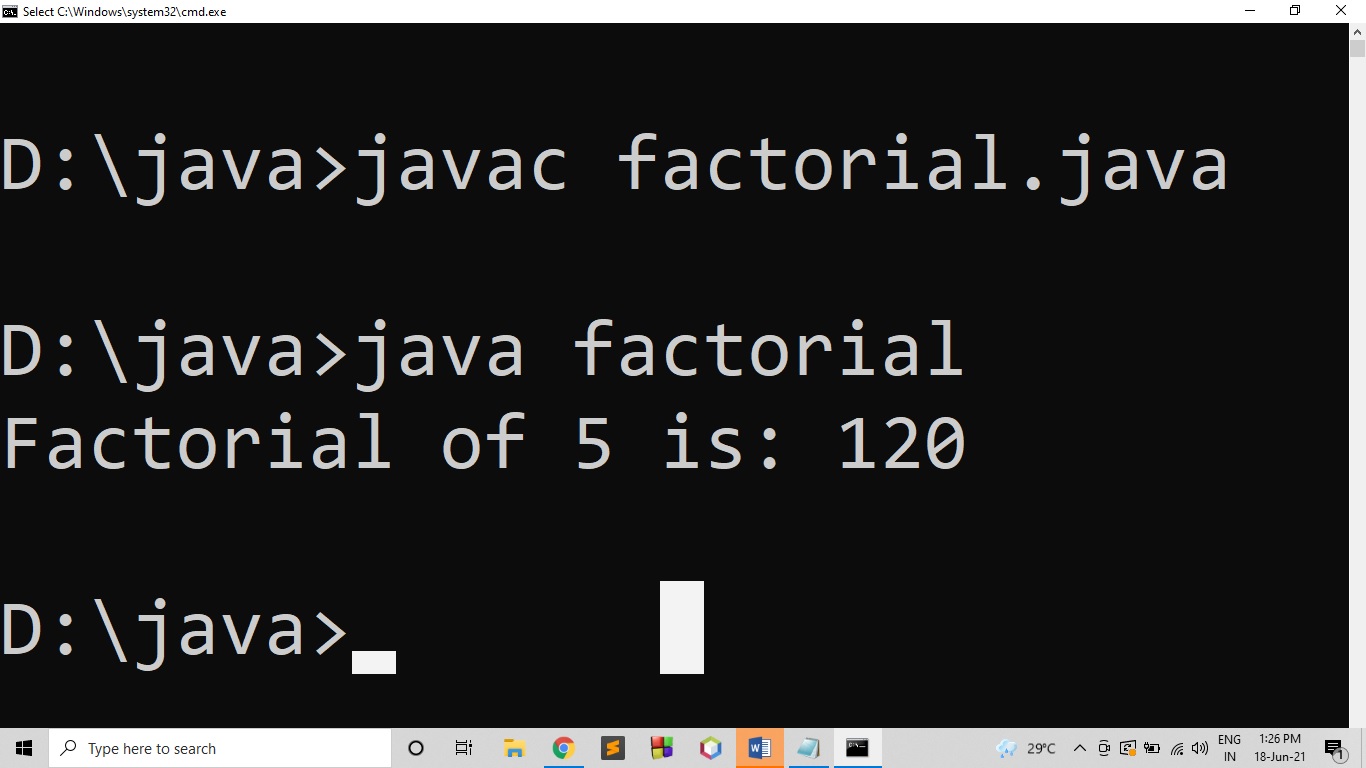 Select C:\Windows\system32\cmd.exe
D:\java>javac factorial.java
D:\java>java factorial
Factorial of 5 is: 120
D:\java>
Type here to search
29°C
ENG
IN
1:26 PM
18-Jun-21
1